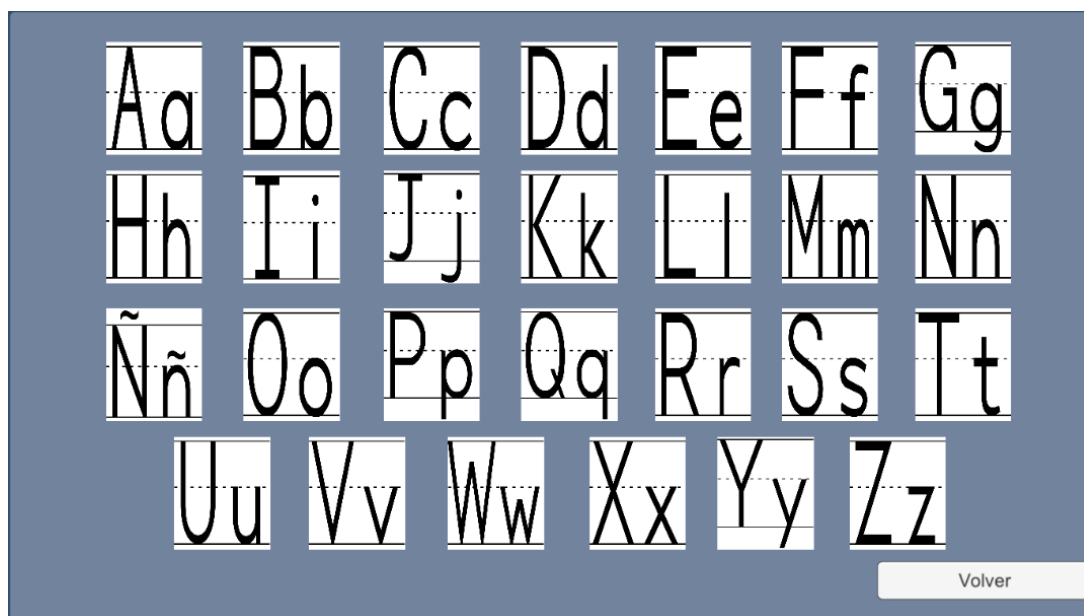 Aa Bb Cc Dd Ee Ff Gg
Hh Ii Jj Kk Ll Mm Nn
Ññ Oo Pp Qq Rr Ss Tt
Uu Vv Ww Xx Yy Zz
Volver